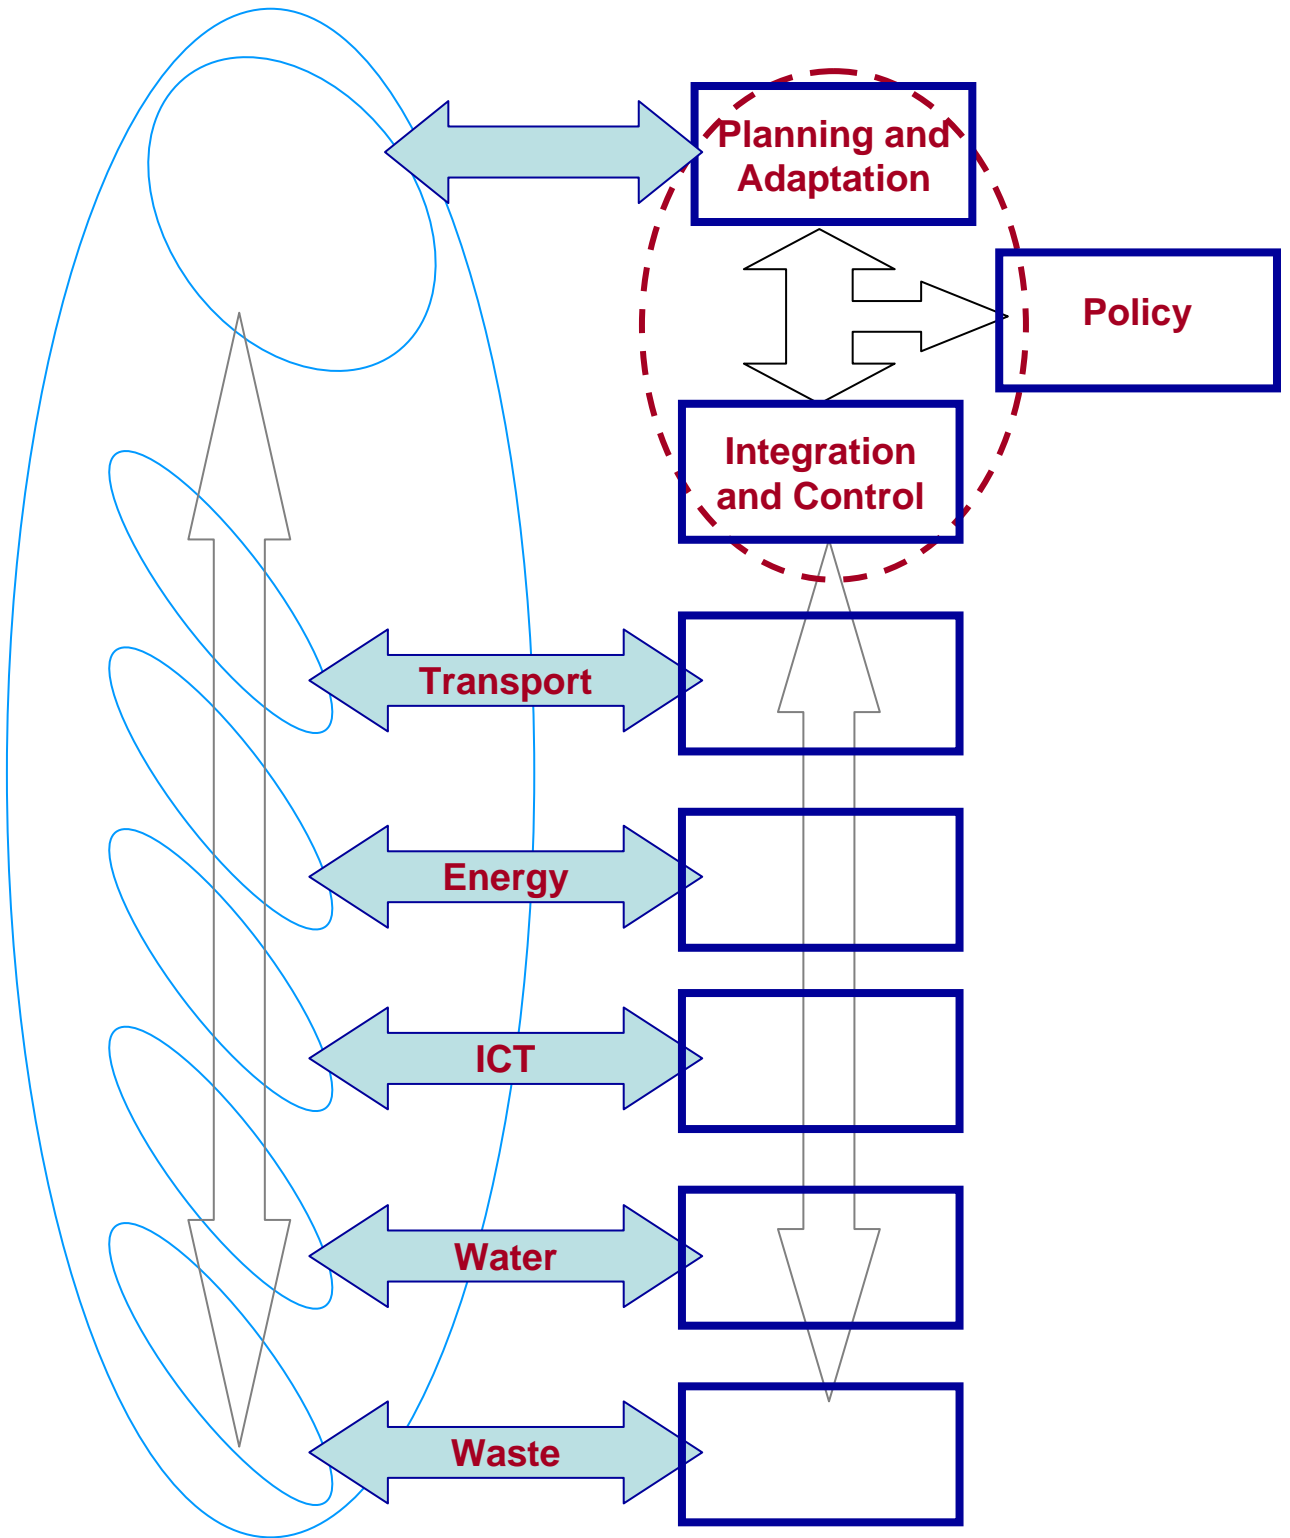 Planning and
Adaptation
Policy
Integration
and Control
Transport
Energy
ICT
Water
Waste